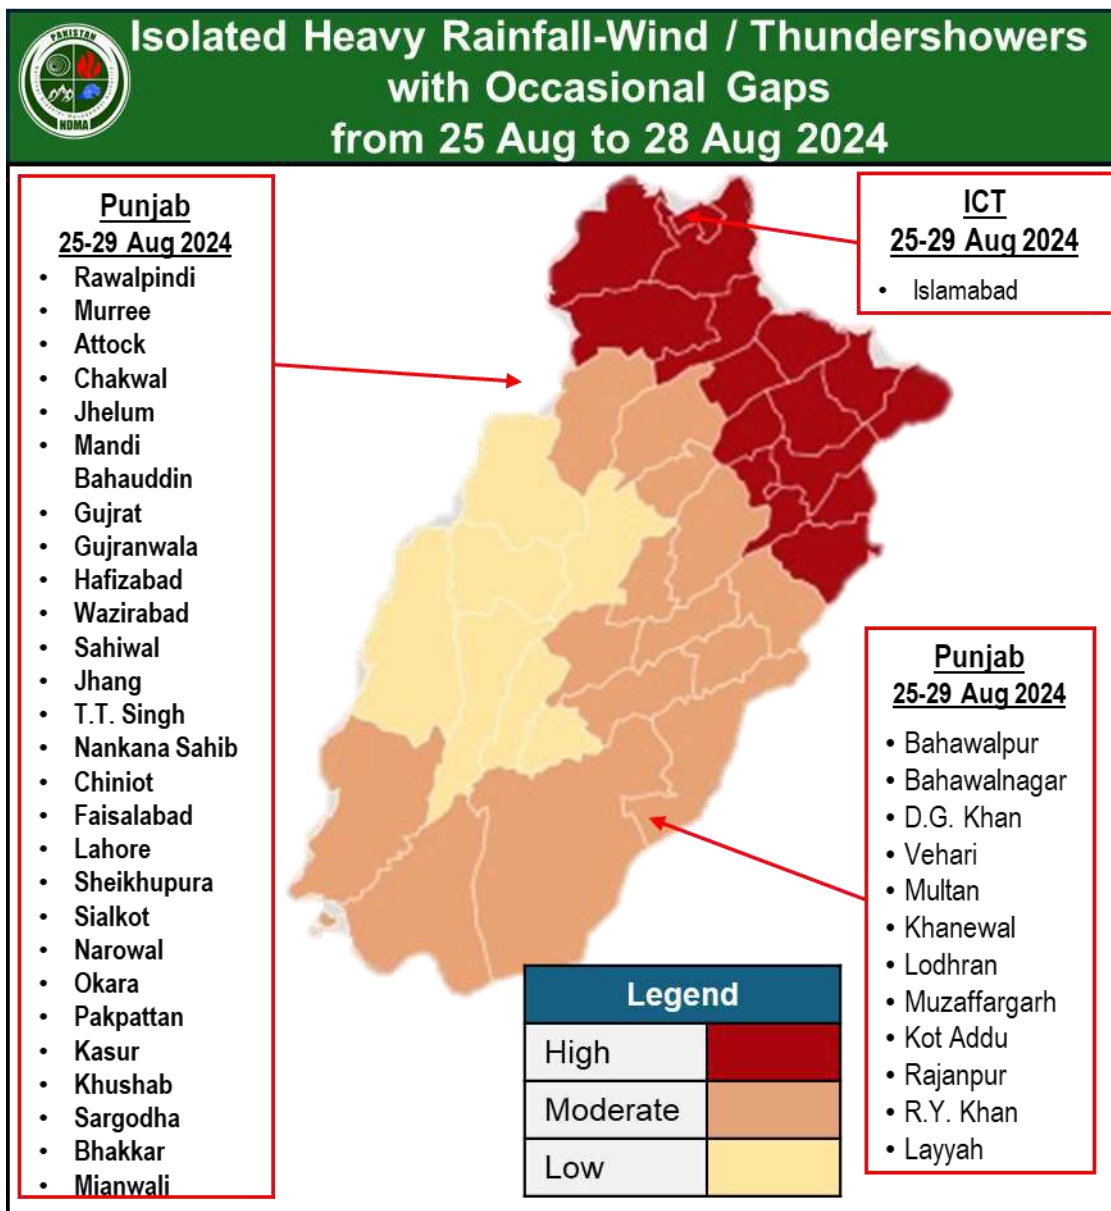 PAKISTAN
NDMA
Isolated Heavy Rainfall-Wind / Thundershowers
with Occasional Gaps
from 25 Aug to 28 Aug 2024
Punjab
25-29 Aug 2024
• Rawalpindi
• Murree
• Attock
• Chakwal
• Jhelum
• Mandi
Bahauddin
• Gujrat
• Gujranwala
• Hafizabad
• Wazirabad
• Sahiwal
• Jhang
• T.T. Singh
• Nankana Sahib
• Chiniot
• Faisalabad
• Lahore
• Sheikhupura
• Sialkot
• Narowal
• Okara
• Pakpattan
• Kasur
• Khushab
• Sargodha
• Bhakkar
• Mianwali
ICT
25-29 Aug 2024
• Islamabad
Punjab
25-29 Aug 2024
• Bahawalpur
• Bahawalnagar
• D.G. Khan
• Vehari
• Multan
• Khanewal
• Lodhran
• Muzaffargarh
• Kot Addu
• Rajanpur
• R.Y. Khan
• Layyah
Legend
High
Moderate
Low